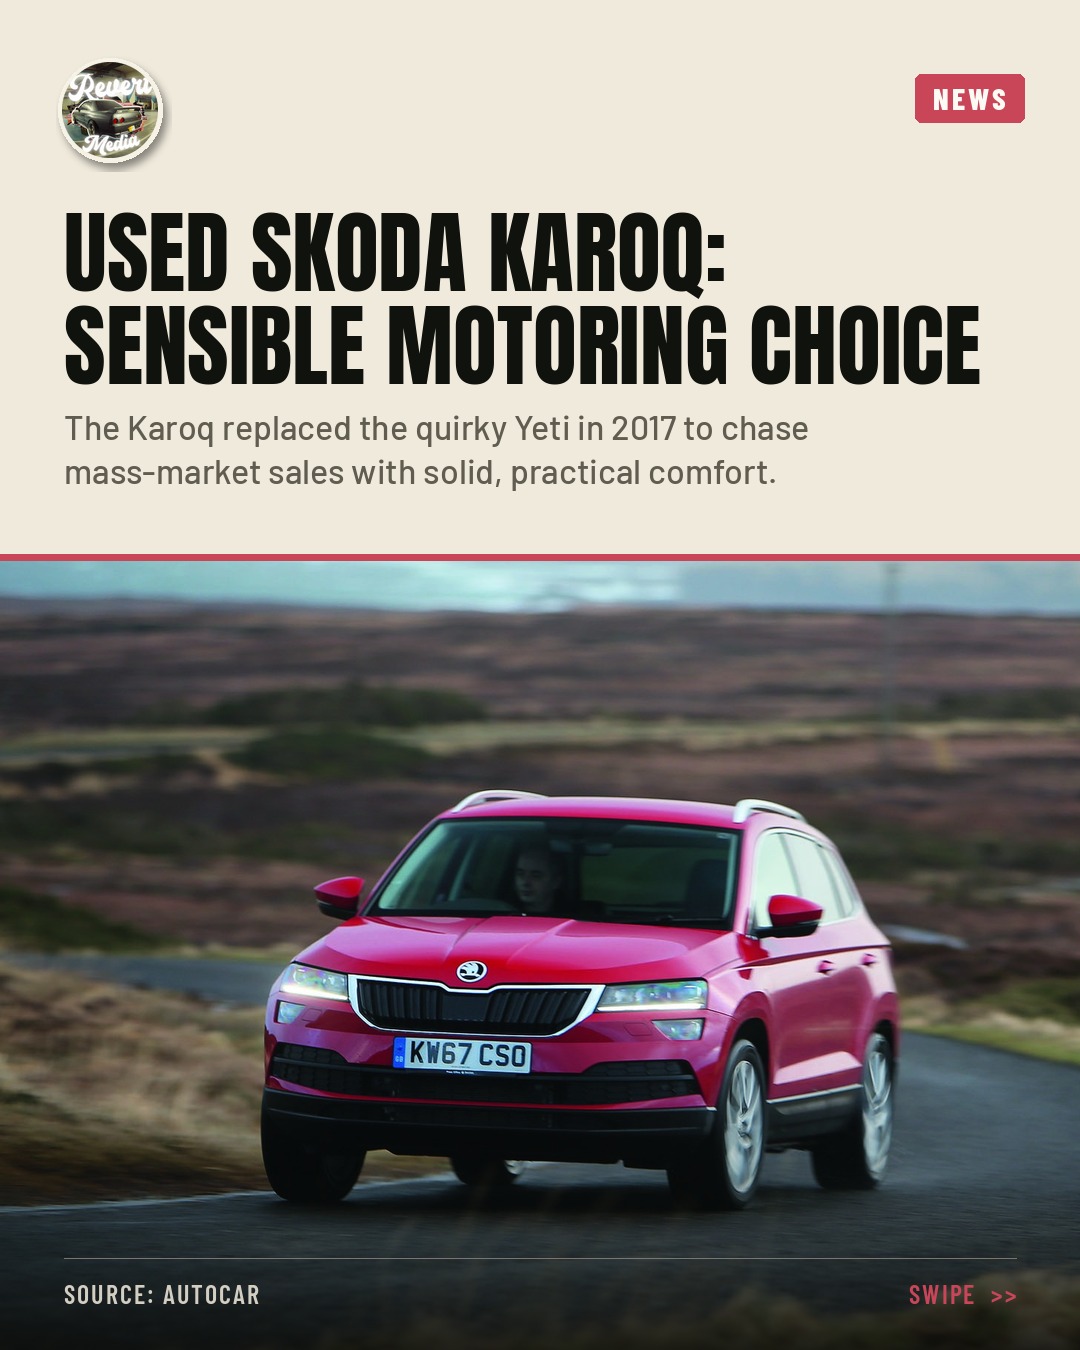 Revert
Media
NEWS
USED SKODA KAROQ:
SENSIBLE MOTORING CHOICE
The Karoq replaced the quirky Yeti in 2017 to chase
mass-market sales with solid, practical comfort.
GB
KW67 CSO
SOURCE: AUTOCAR
SWIPE >>